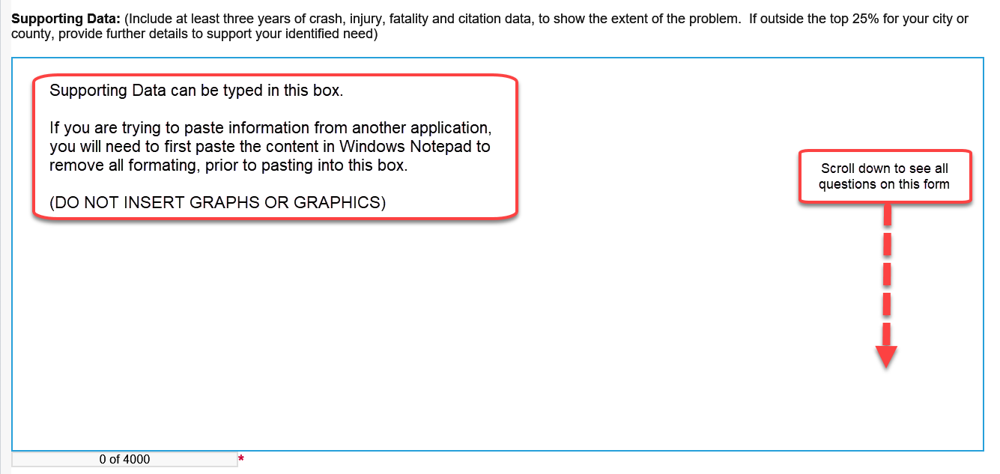 Supporting Data: (Include at least three years of crash, injury, fatality and citation data, to show the extent of the problem.  If outside the top 25% for your city or
county, provide further details to support your identified need)
Supporting Data can be typed in this box.
If you are trying to paste information from another application,
you will need to first paste the content in Windows Notepad to
remove all formating, prior to pasting into this box.
(DO NOT INSERT GRAPHS OR GRAPHICS)
Scroll down to see all
questions on this form
0 of 4000
*